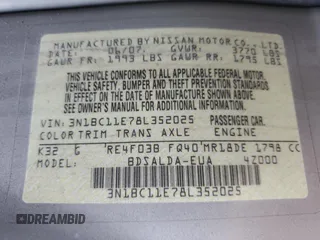 MANUFACTURED BY NISSAN MOTOR CO., LTD.
06/07 GVWR: 3770 LBS
GAWR FR: 1993 LBS GAWR RR: 1795 LBS
THIS VEHICLE CONFORMS TO ALL APPLICABLE FEDERAL MOTOR
VEHICLE SAFETY, BUMPER AND THEFT PREVENTION STANDARDS
IN EFFECT ON THE DATE OF MANUFACTURE SHOWN ABOVE.
SEE OWNER'S MANUAL FOR ADDITIONAL INFORMATION
VIN: 3N1BC11E78L352025 PASSENGER CAR.
COLOR TRIM TRANS AXLE ENGINE
K32 G RE4F03B FQ40 MR18DE 1798 CC
MODEL: BDSALDA-EUA 4Z000
3N1BC11E78L352025
DREAMBID